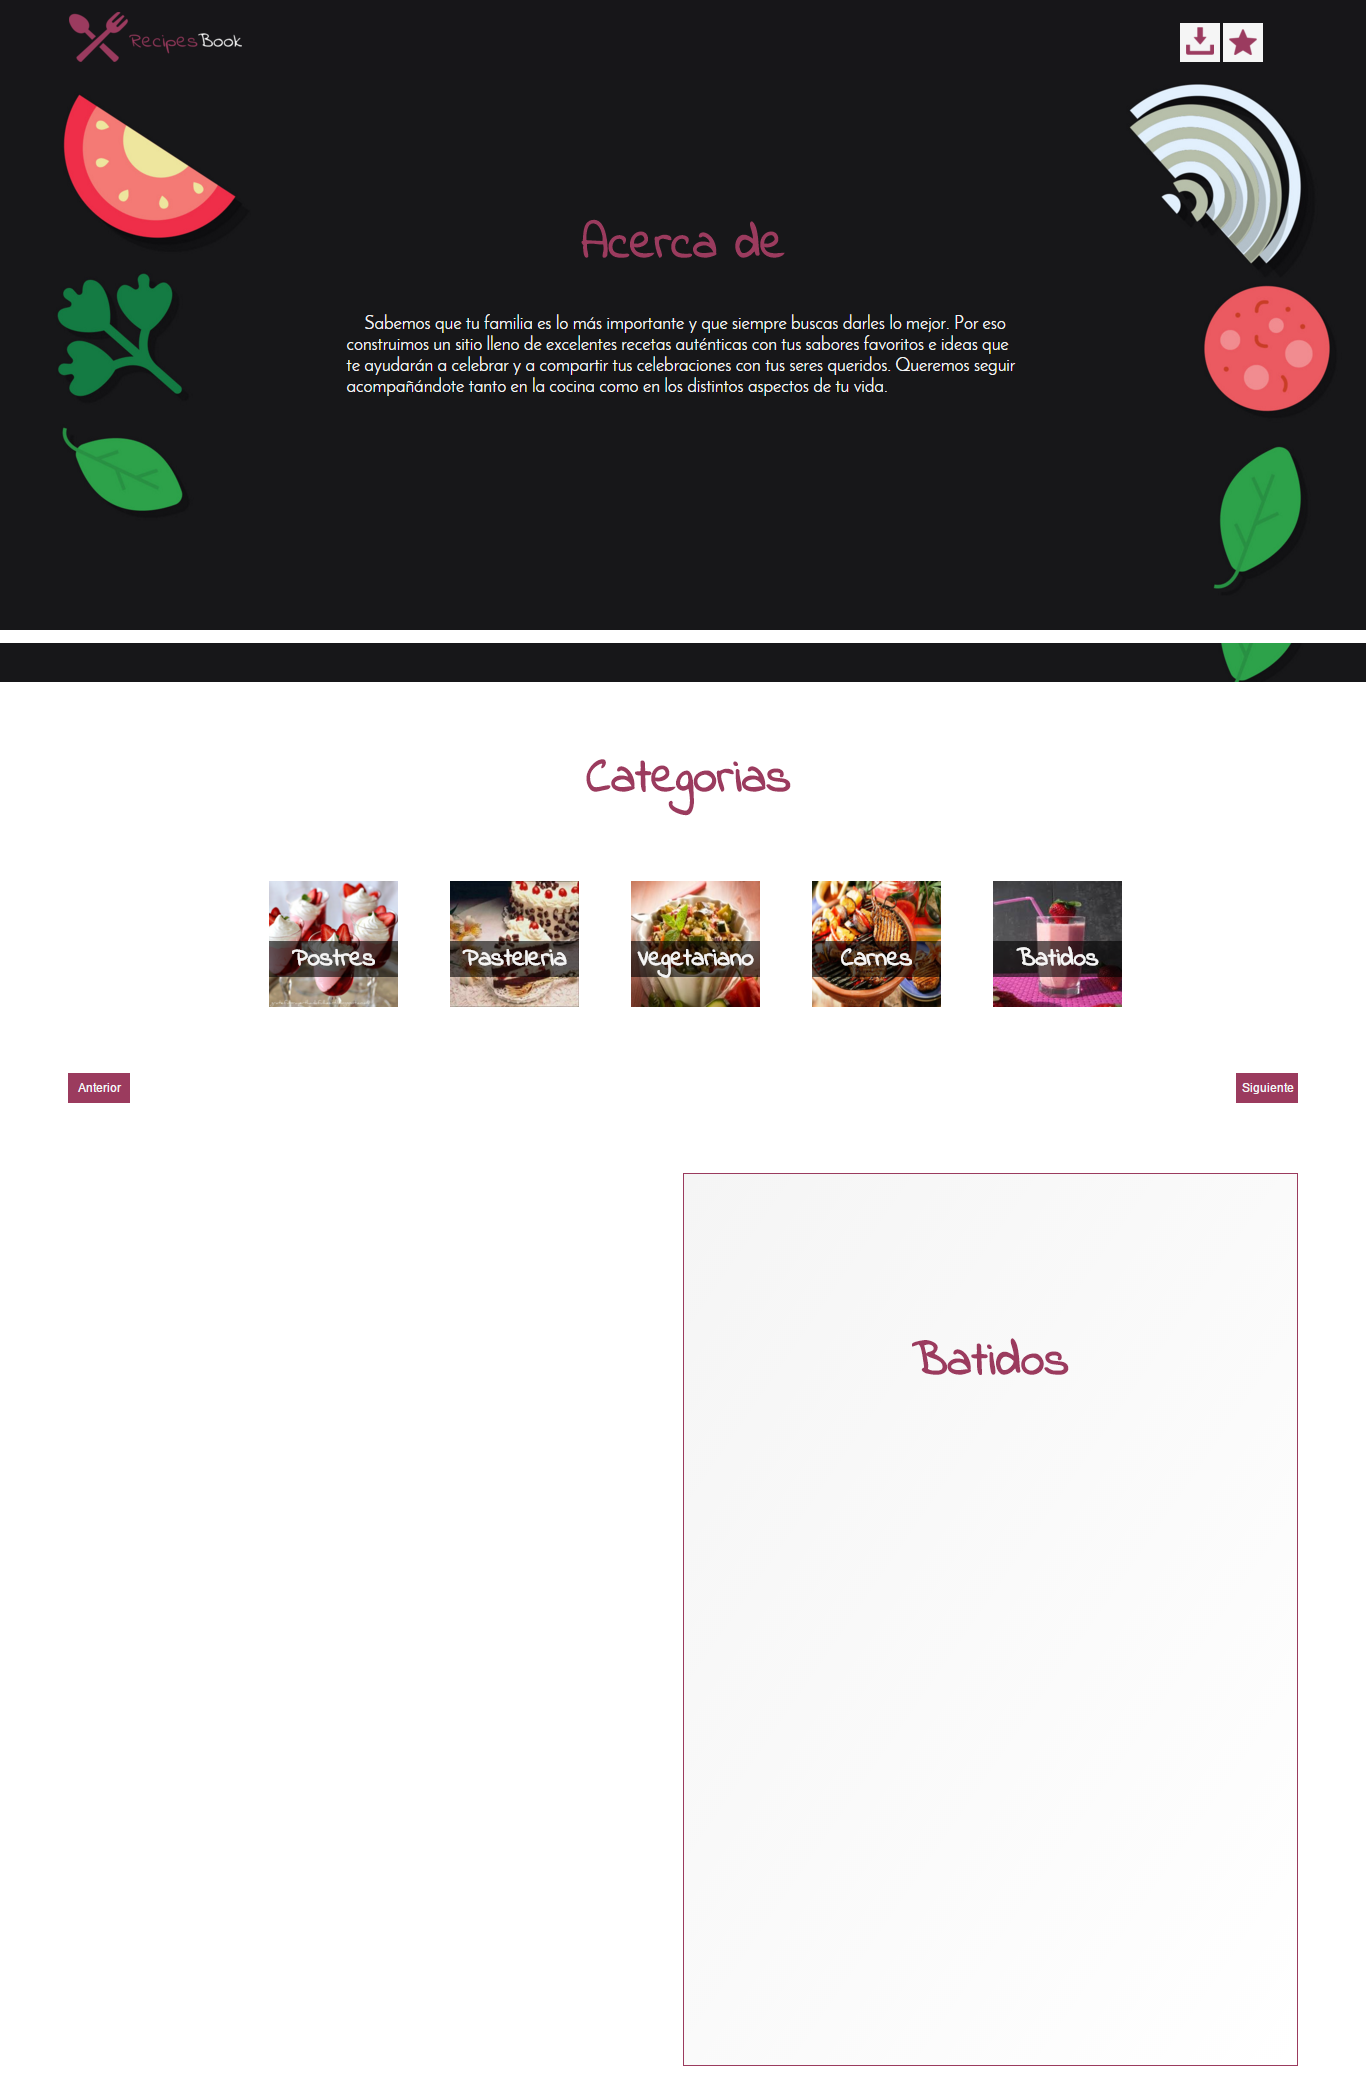 RecipesBook
Acerca de
Sabemos que tu familia es lo más importante y que siempre buscas darles lo mejor. Por eso
construimos un sitio lleno de excelentes recetas auténticas con tus sabores favoritos e ideas que
te ayudarán a celebrar y a compartir tus celebraciones con tus seres queridos. Queremos seguir
acompañándote tanto en la cocina como en los distintos aspectos de tu vida.
Categorias
Postres
Pasteleria
Vegetariano
Carnes
Batidos
Anterior
Siguiente
Batidos